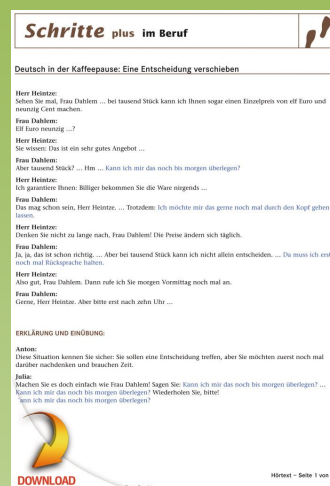 Schritte plus im Beruf
Deutsch in der Kaffeepause: Eine Entscheidung verschieben
Herr Heintze:
Sehen Sie mal, Frau Dahlem ... bei tausend Stück kann ich Ihnen sogar einen Einzelpreis von elf Euro und
neunzig Cent machen.
Frau Dahlem:
Elf Euro neunzig ...?
Herr Heintze:
Sie wissen: Das ist ein sehr gutes Angebot ...
Frau Dahlem:
Aber tausend Stück? ... Hm ... Kann ich mir das noch bis morgen überlegen?
Herr Heintze:
Ich garantiere Ihnen: Billiger bekommen Sie die Ware nirgends ...
Frau Dahlem:
Das mag schon sein, Herr Heintze. ... Trotzdem: Ich möchte mir das gerne noch mal durch den Kopf gehen
lassen.
Herr Heintze:
Denken Sie nicht zu lange nach, Frau Dahlem! Die Preise ändern sich täglich.
Frau Dahlem:
Ja, ja, das ist schon richtig. ... Aber bei tausend Stück kann ich nicht allein entscheiden. ... Da muss ich erst
noch mal Rücksprache halten.
Herr Heintze:
Also gut, Frau Dahlem. Dann rufe ich Sie morgen Vormittag noch mal an.
Frau Dahlem:
Gerne, Herr Heintze. Aber bitte erst nach zehn Uhr ...
ERKLÄRUNG UND EINÜBUNG:
Anton:
Diese Situation kennen Sie sicher: Sie sollen eine Entscheidung treffen, aber Sie möchten zuerst noch mal
darüber nachdenken und brauchen Zeit.
Julia:
Machen Sie es doch einfach wie Frau Dahlem! Sagen Sie: Kann ich mir das noch bis morgen überlegen? ...
Kann ich mir das noch bis morgen überlegen? Wiederholen Sie, bitte!
ann ich mir das noch bis morgen überlegen?
DOWNLOAD
Hörtext – Seite 1 von